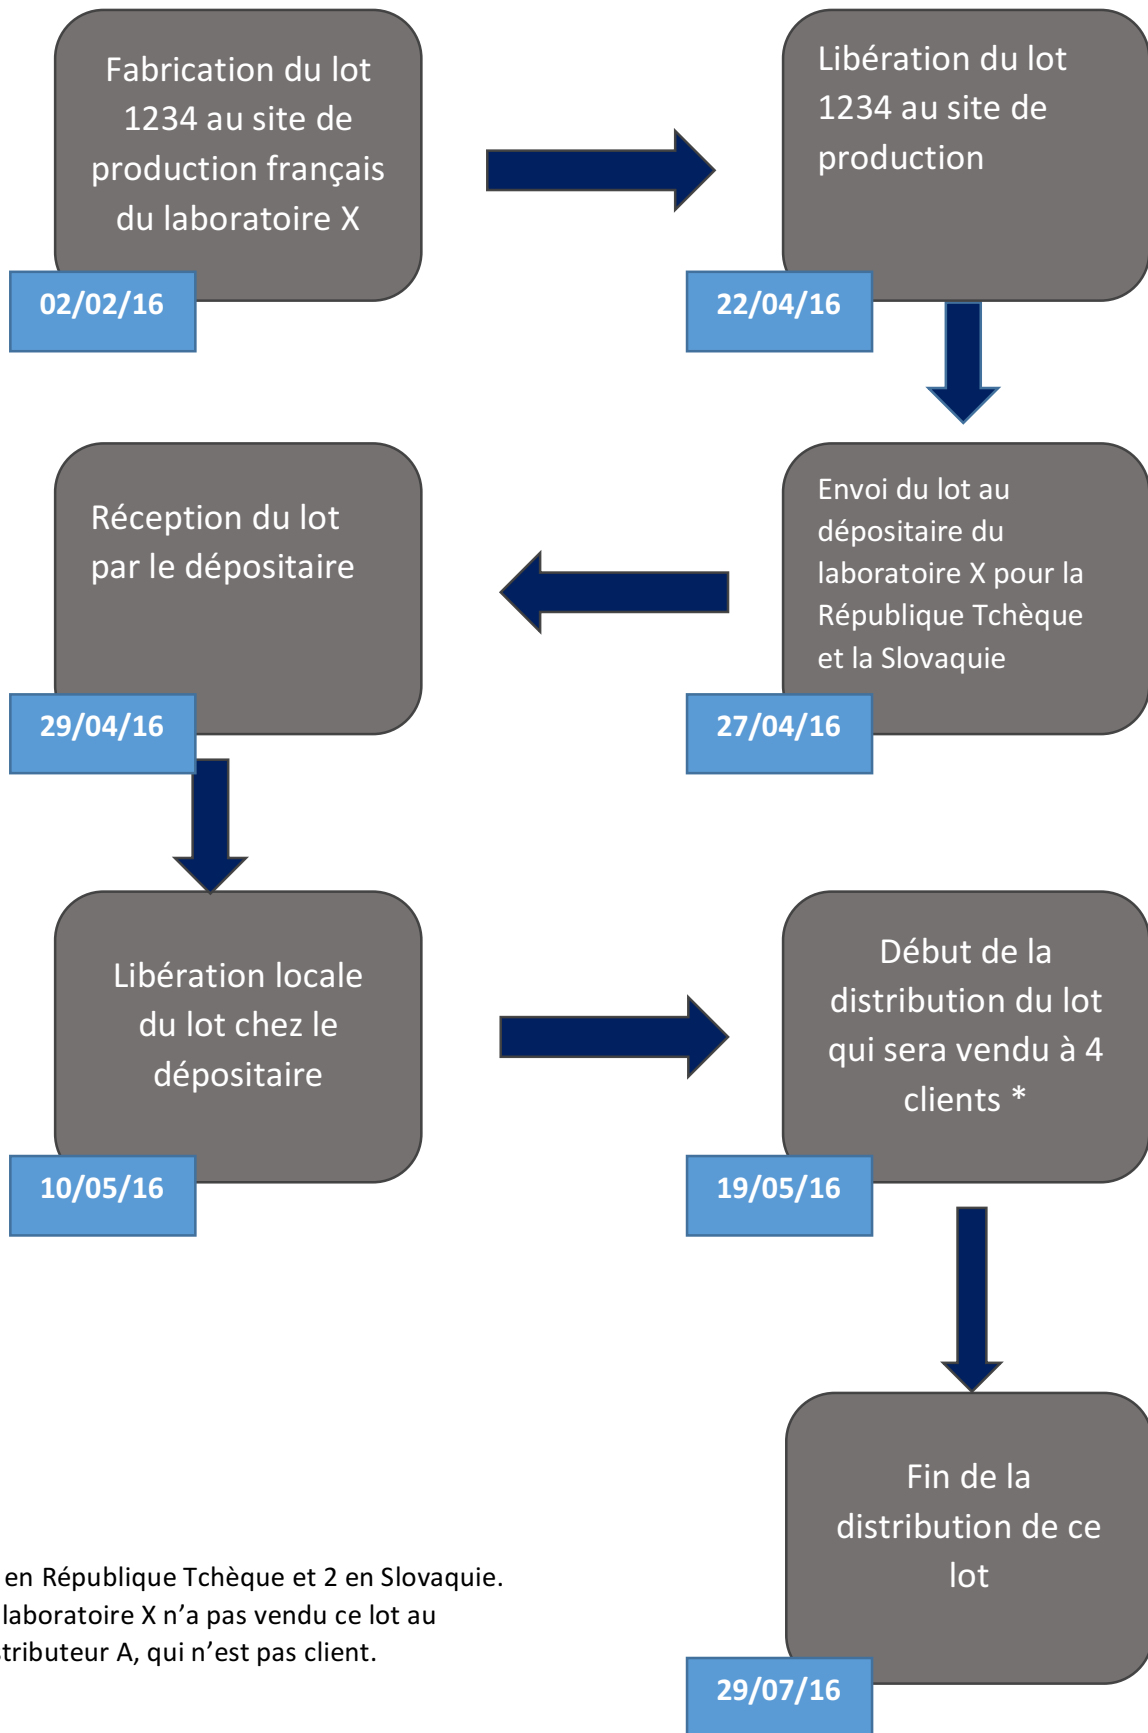 Fabrication du lot
1234 au site de
production français
du laboratoire X
02/02/16
Libération du lot
1234 au site de
production
22/04/16
Envoi du lot au
dépositaire du
laboratoire X pour la
République Tchèque
et la Slovaquie
27/04/16
Réception du lot
par le dépositaire
29/04/16
Libération locale
du lot chez le
dépositaire
10/05/16
Début de la
distribution du lot
qui sera vendu à 4
clients *
19/05/16
Fin de la
distribution de ce
lot
29/07/16
en République Tchèque et 2 en Slovaquie.
laboratoire X n’a pas vendu ce lot au
stributeur A, qui n’est pas client.